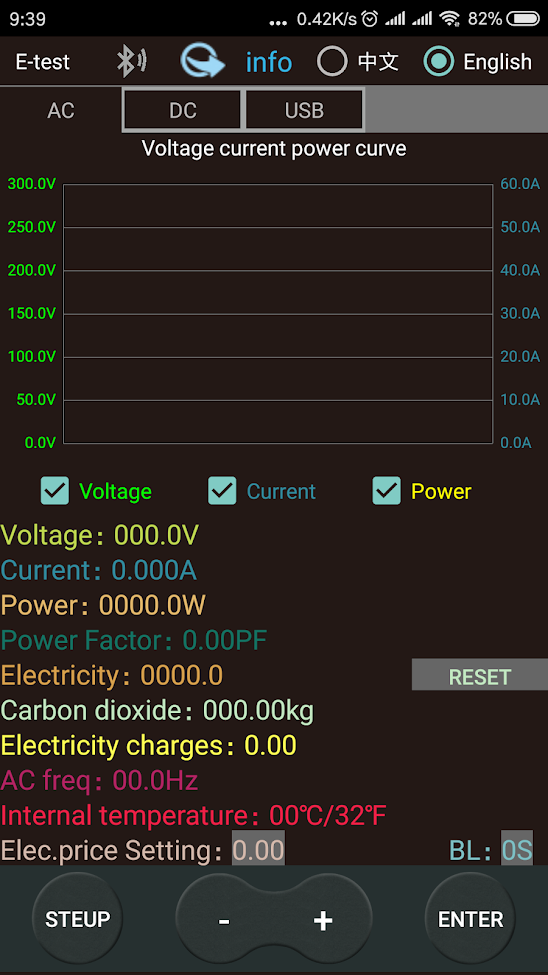 9:39 ... 0.42K/s 82%
E-test info 中文 English
AC DC USB
Voltage current power curve
300.0V 60.0A
250.0V 50.0A
200.0V 40.0A
150.0V 30.0A
100.0V 20.0A
50.0V 10.0A
0.0V 0.0A
Voltage Current Power
Voltage: 000.0V
Current: 0.000A
Power: 0000.0W
Power Factor: 0.00PF
Electricity: 0000.0 RESET
Carbon dioxide: 000.00kg
Electricity charges: 0.00
AC freq: 00.0Hz
Internal temperature: 00℃/32℉
Elec.price Setting: 0.00 BL: 0S
STEUP - + ENTER